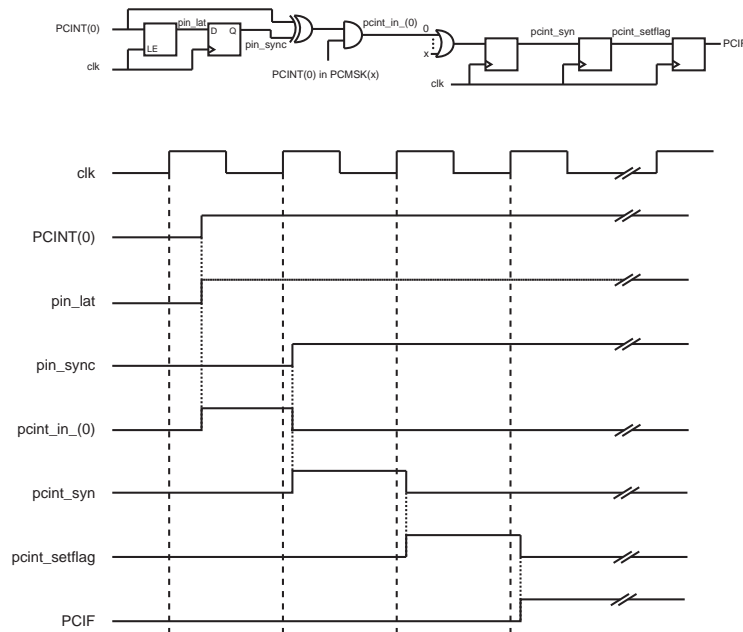 PCINT(0)
pin_lat
D Q
LE
pin_sync
clk
PCINT(0) in PCMSK(x)
pcint_in_(0)
0
x
clk
pcint_syn
pcint_setflag
PCIF
clk
PCINT(0)
pin_lat
pin_sync
pcint_in_(0)
pcint_syn
pcint_setflag
PCIF